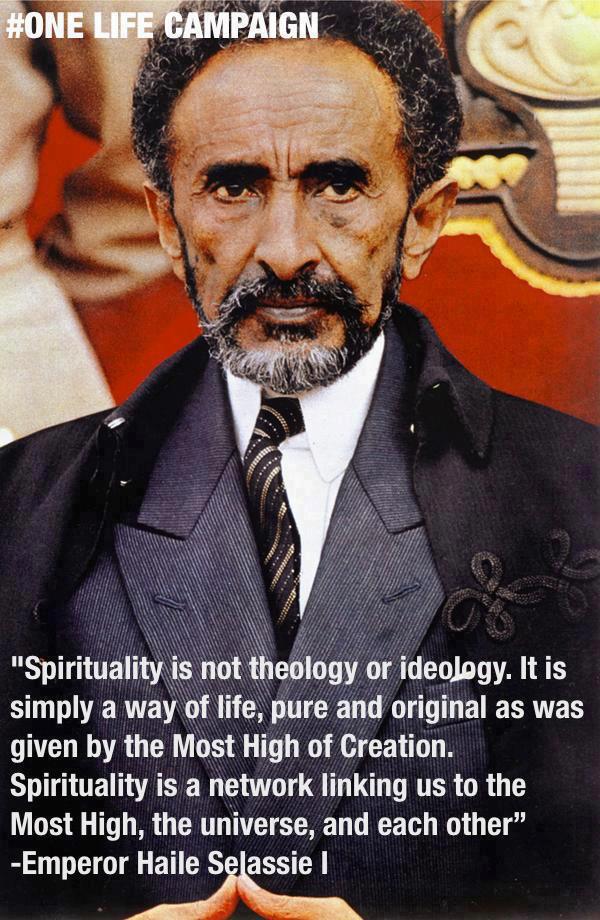 #ONE LIFE CAMPAIGN
"Spirituality is not theology or ideology. It is
simply a way of life, pure and original as was
given by the Most High of Creation.
Spirituality is a network linking us to the
Most High, the universe, and each other”
-Emperor Haile Selassie I